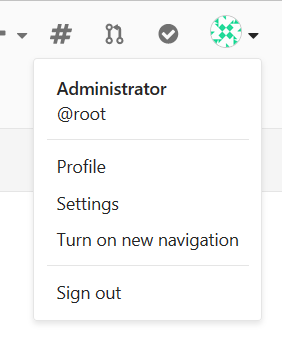 Administrator
@root
Profile
Settings
Turn on new navigation
Sign out